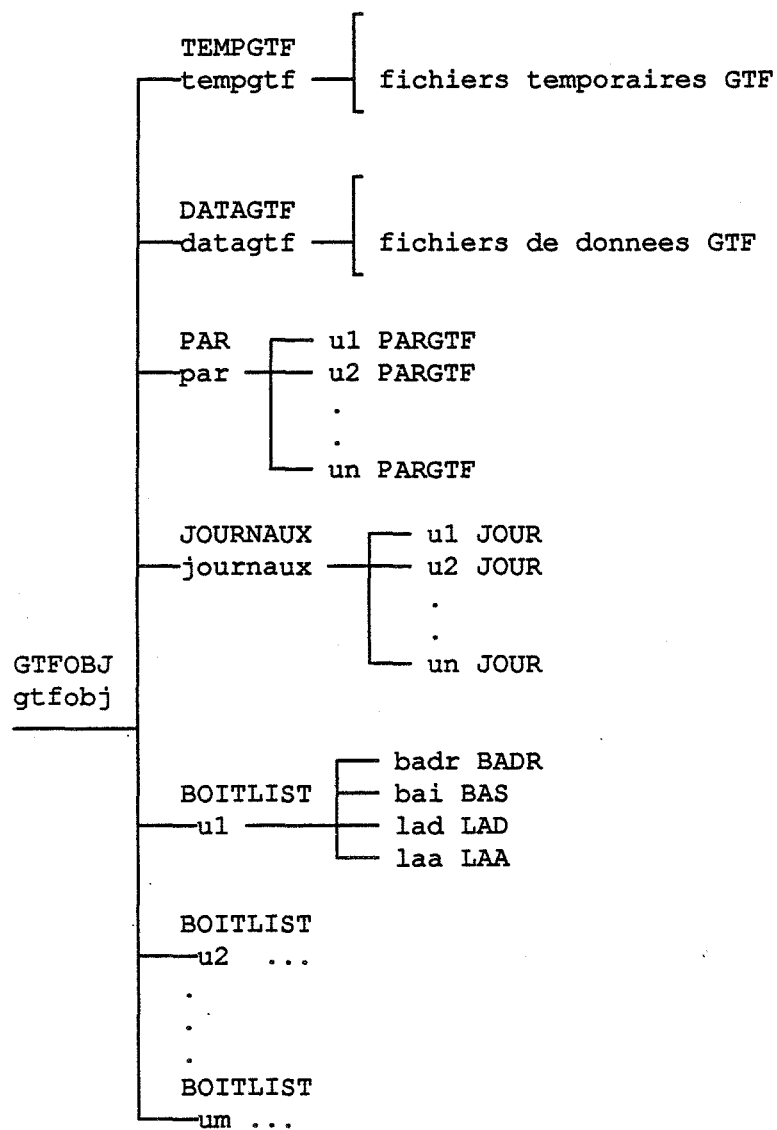 TEMPGTF
tempgtf
fichiers temporaires GTF
DATAGTF
datagtf
fichiers de donnees GTF
PAR
par
u1 PARGTF
u2 PARGTF
.
.
un PARGTF
JOURNAUX
journaux
u1 JOUR
u2 JOUR
.
.
un JOUR
GTFOBJ
gtfobj
BOITLIST
u1
badr BADR
bai BAS
lad LAD
laa LAA
BOITLIST
u2 ...
.
.
.
BOITLIST
um ...